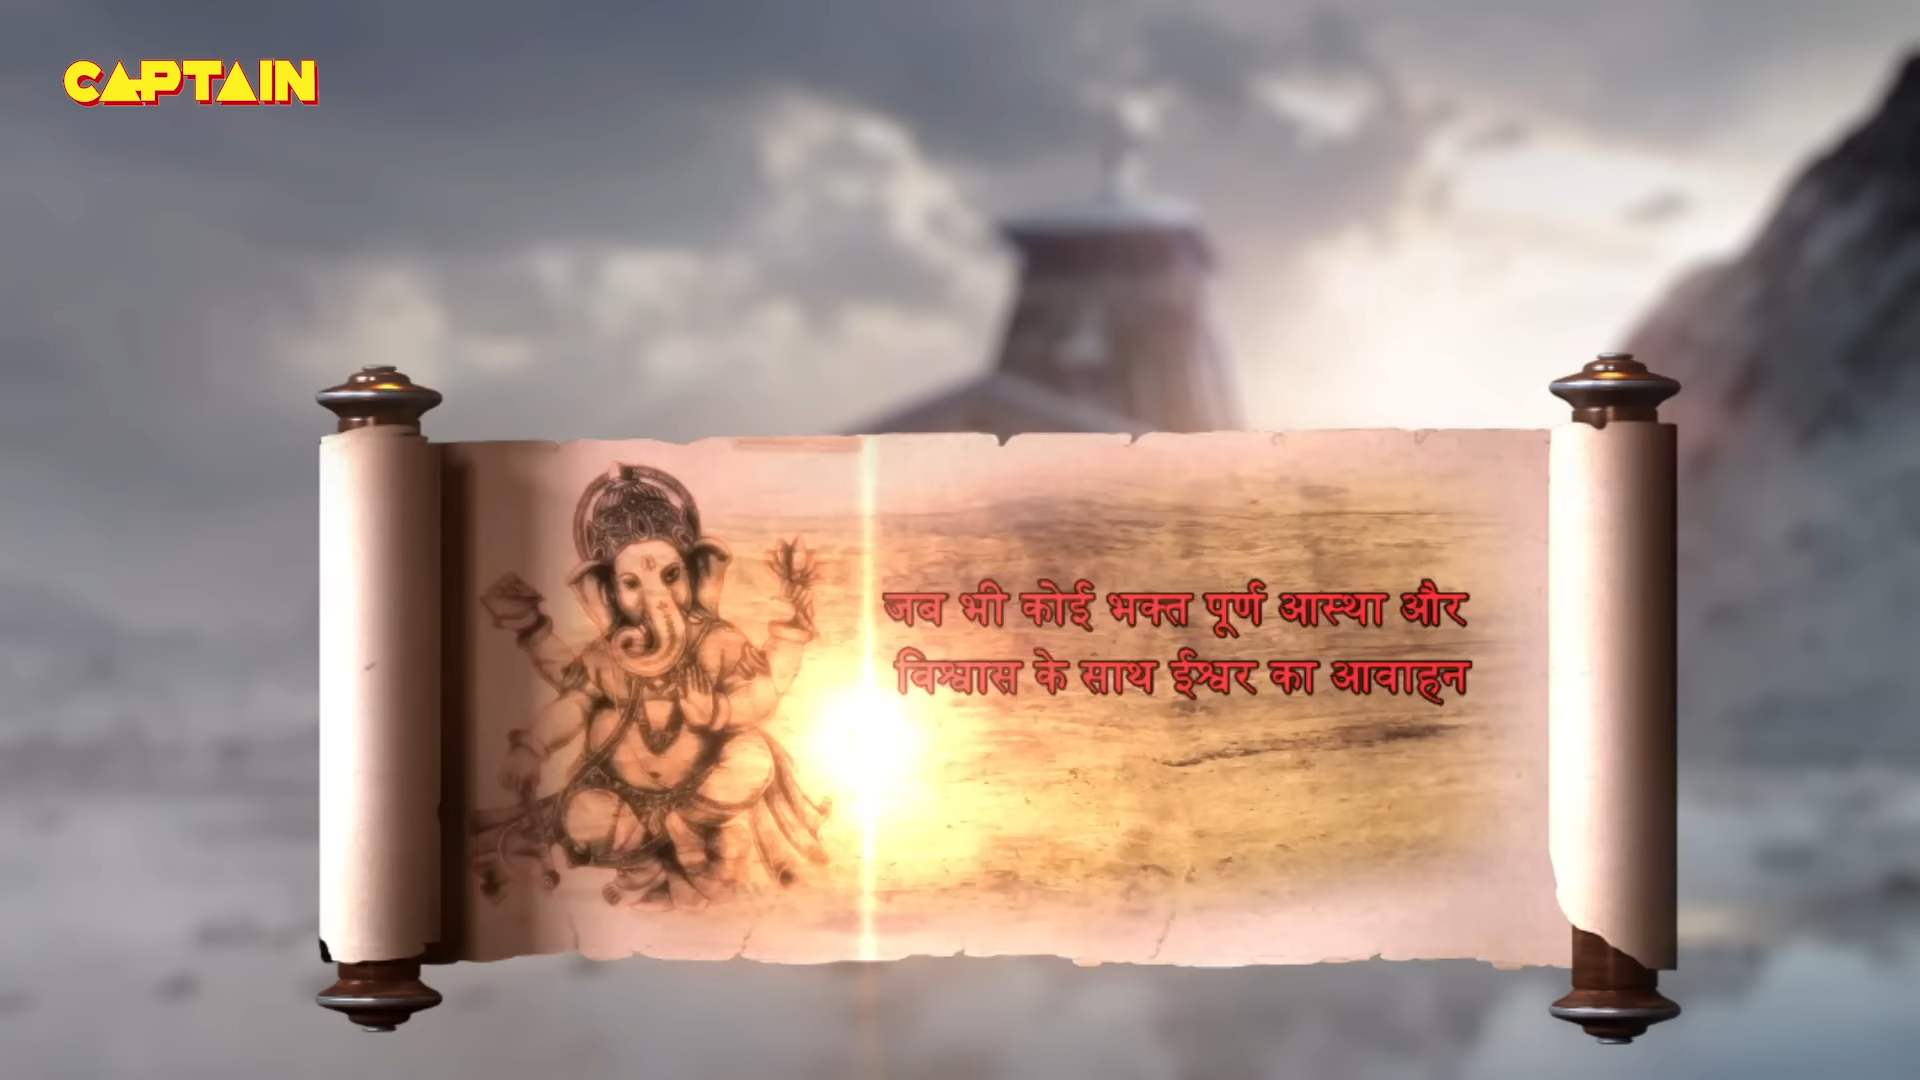 CAPTAIN
जब भी कोई भक्त पूर्ण आस्था और
विश्वास के साथ ईश्वर का आवाहन